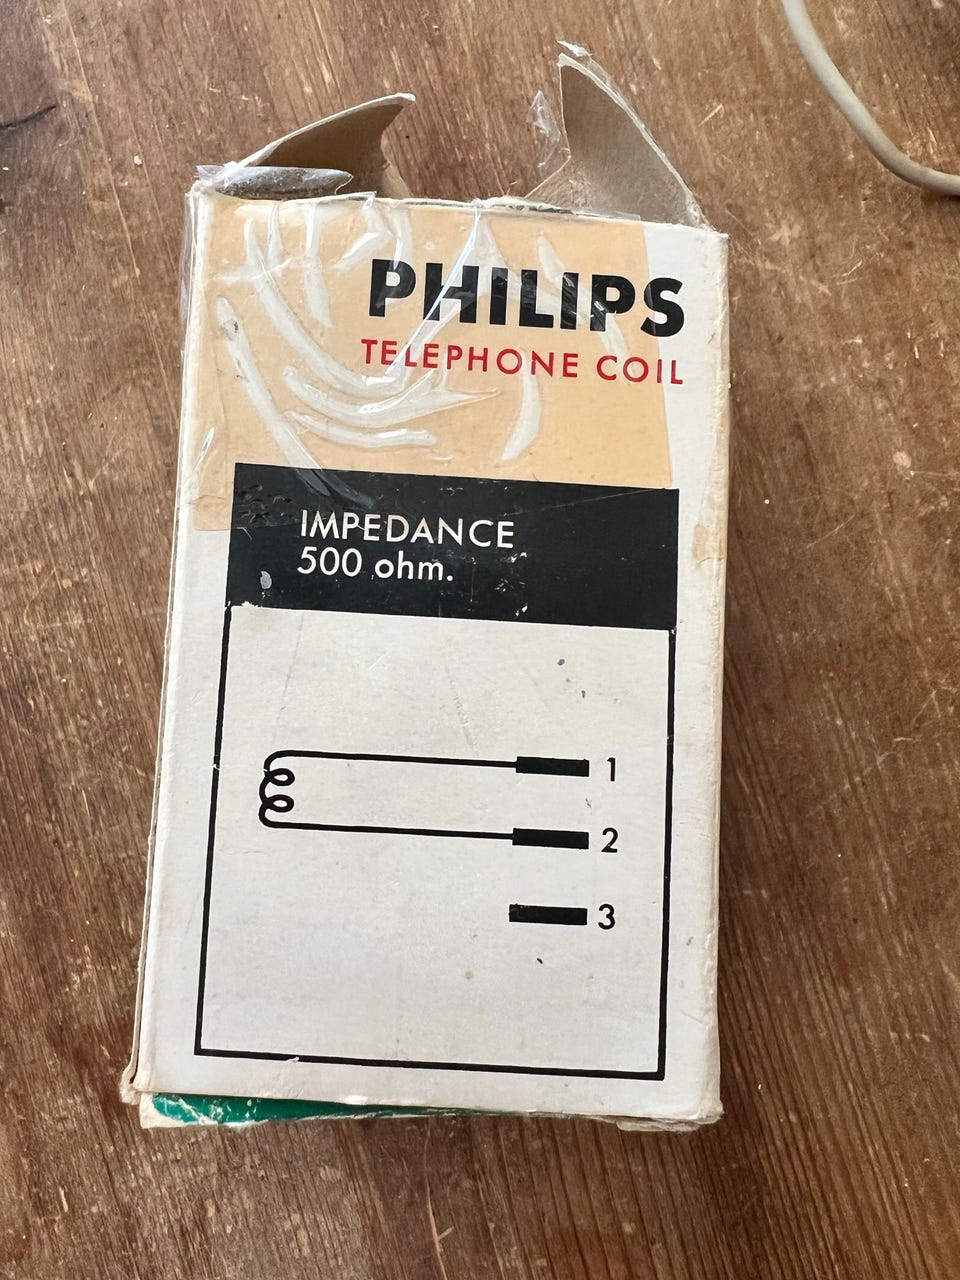 PHILIPS
TELEPHONE COIL
IMPEDANCE
500 ohm.
1
2
3